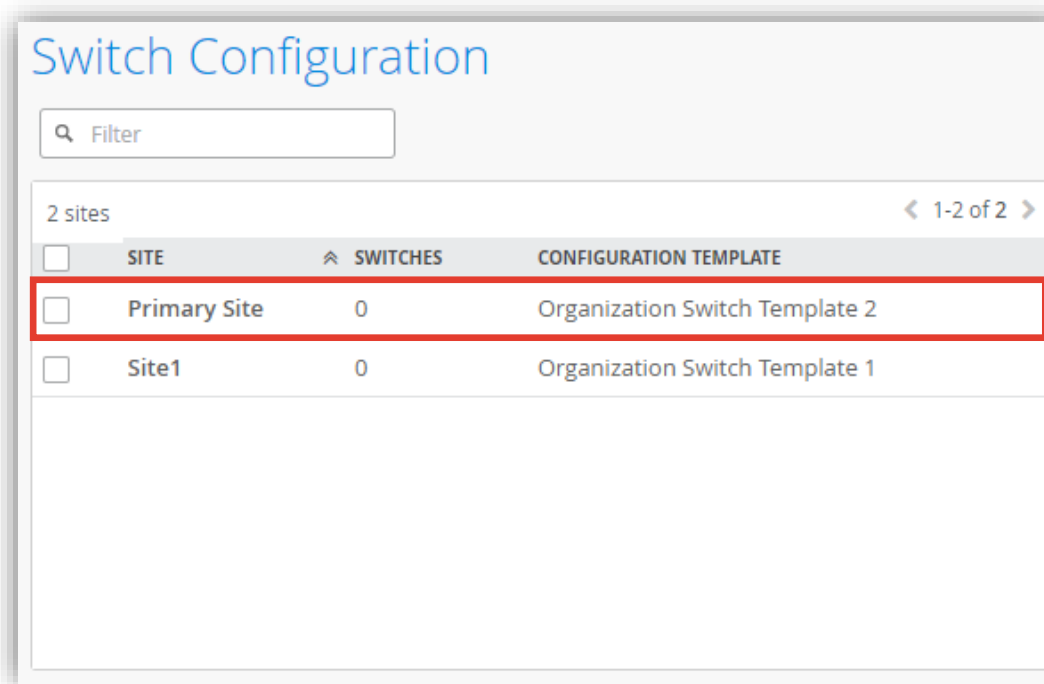 Switch Configuration
Filter
2 sites 1-2 of 2
SITE SWITCHES CONFIGURATION TEMPLATE
Primary Site 0 Organization Switch Template 2
Site1 0 Organization Switch Template 1